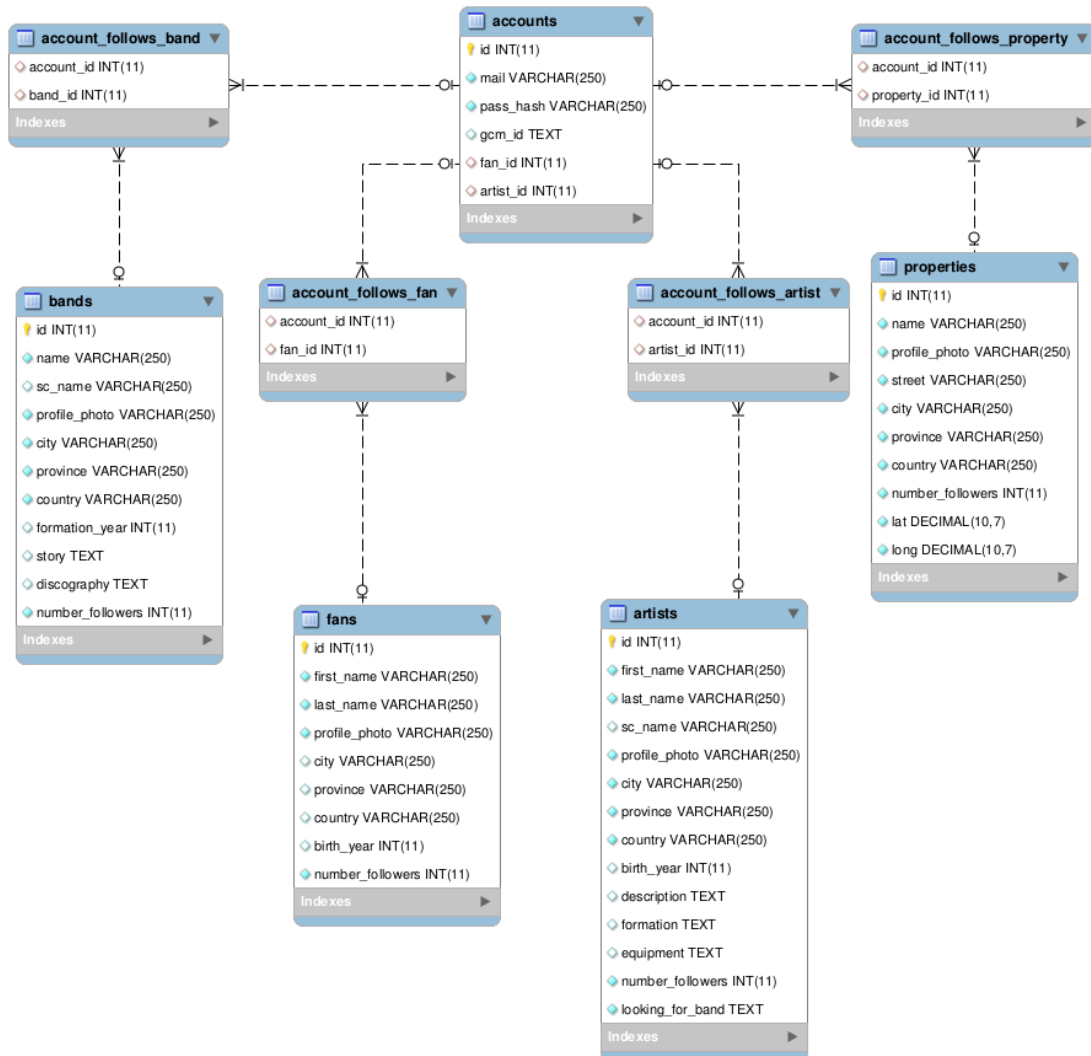 accounts
id INT(11)
mail VARCHAR(250)
pass_hash VARCHAR(250)
gcm_id TEXT
fan_id INT(11)
artist_id INT(11)
Indexes
account_follows_band
account_id INT(11)
band_id INT(11)
Indexes
account_follows_property
account_id INT(11)
property_id INT(11)
Indexes
bands
id INT(11)
name VARCHAR(250)
sc_name VARCHAR(250)
profile_photo VARCHAR(250)
city VARCHAR(250)
province VARCHAR(250)
country VARCHAR(250)
formation_year INT(11)
story TEXT
discography TEXT
number_followers INT(11)
Indexes
account_follows_fan
account_id INT(11)
fan_id INT(11)
Indexes
account_follows_artist
account_id INT(11)
artist_id INT(11)
Indexes
properties
id INT(11)
name VARCHAR(250)
profile_photo VARCHAR(250)
street VARCHAR(250)
city VARCHAR(250)
province VARCHAR(250)
country VARCHAR(250)
number_followers INT(11)
lat DECIMAL(10,7)
long DECIMAL(10,7)
Indexes
fans
id INT(11)
first_name VARCHAR(250)
last_name VARCHAR(250)
profile_photo VARCHAR(250)
city VARCHAR(250)
province VARCHAR(250)
country VARCHAR(250)
birth_year INT(11)
number_followers INT(11)
Indexes
artists
id INT(11)
first_name VARCHAR(250)
last_name VARCHAR(250)
sc_name VARCHAR(250)
profile_photo VARCHAR(250)
city VARCHAR(250)
province VARCHAR(250)
country VARCHAR(250)
birth_year INT(11)
description TEXT
formation TEXT
equipment TEXT
number_followers INT(11)
looking_for_band TEXT
Indexes